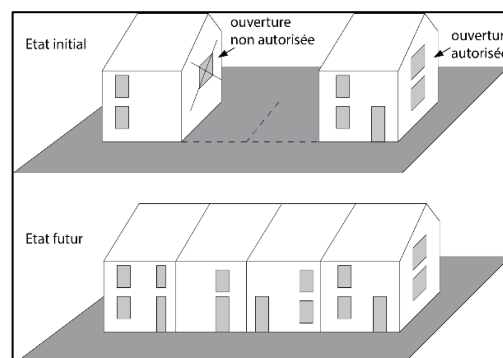 ouverture
Etat initial
non autorisée
ouverture
autorisée
Etat futur